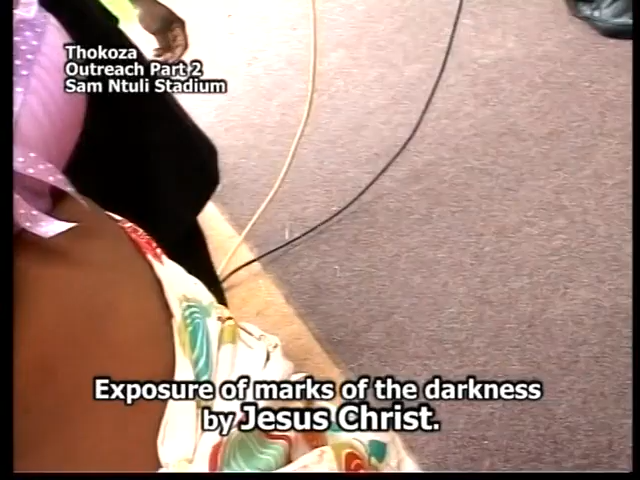 Thokoza
Outreach Part 2
Sam Ntuli Stadium
Exposure of marks of the darkness
by Jesus Christ.